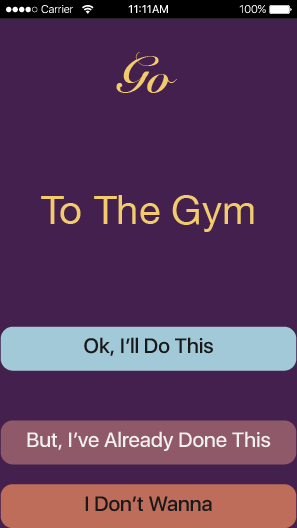 Carrier 11:11AM 100%
Go
To The Gym
Ok, I'll Do This
But, I've Already Done This
I Don't Wanna